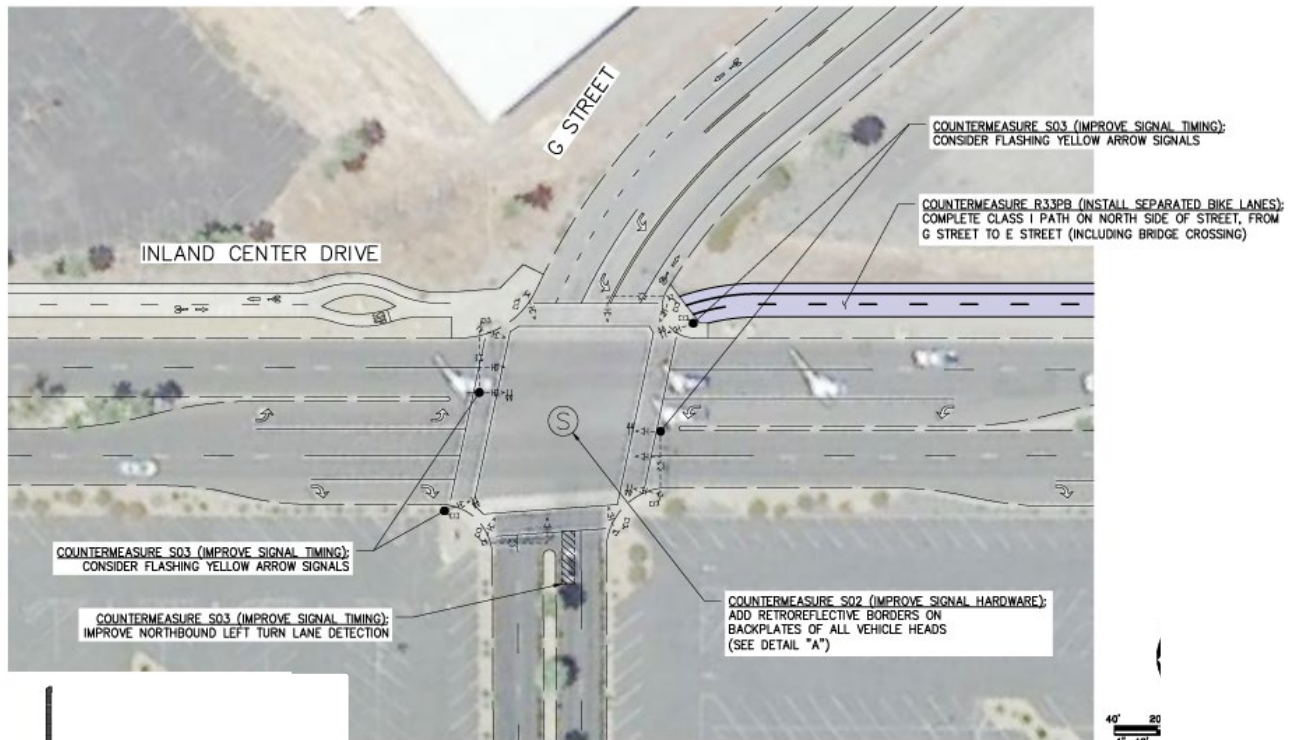 G STREET
COUNTERMEASURE S03 (IMPROVE SIGNAL TIMING):
CONSIDER FLASHING YELLOW ARROW SIGNALS
COUNTERMEASURE R33PB (INSTALL SEPARATED BIKE LANES):
COMPLETE CLASS I PATH ON NORTH SIDE OF STREET, FROM
G STREET TO E STREET (INCLUDING BRIDGE CROSSING)
INLAND CENTER DRIVE
S
COUNTERMEASURE S03 (IMPROVE SIGNAL TIMING):
CONSIDER FLASHING YELLOW ARROW SIGNALS
COUNTERMEASURE S03 (IMPROVE SIGNAL TIMING):
IMPROVE NORTHBOUND LEFT TURN LANE DETECTION
COUNTERMEASURE S02 (IMPROVE SIGNAL HARDWARE):
ADD RETROREFLECTIVE BORDERS ON
BACKPLATES OF ALL VEHICLE HEADS
(SEE DETAIL "A")
40' 20